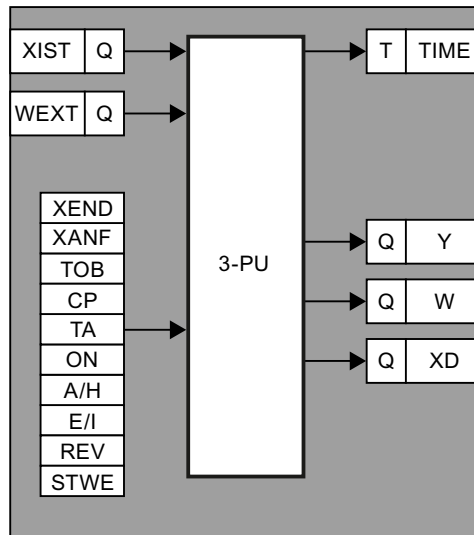 XIST Q
T TIME
WEXT Q
XEND
XANF
TOB
CP
TA
ON
A/H
E/I
REV
STWE
3-PU
Q Y
Q W
Q XD